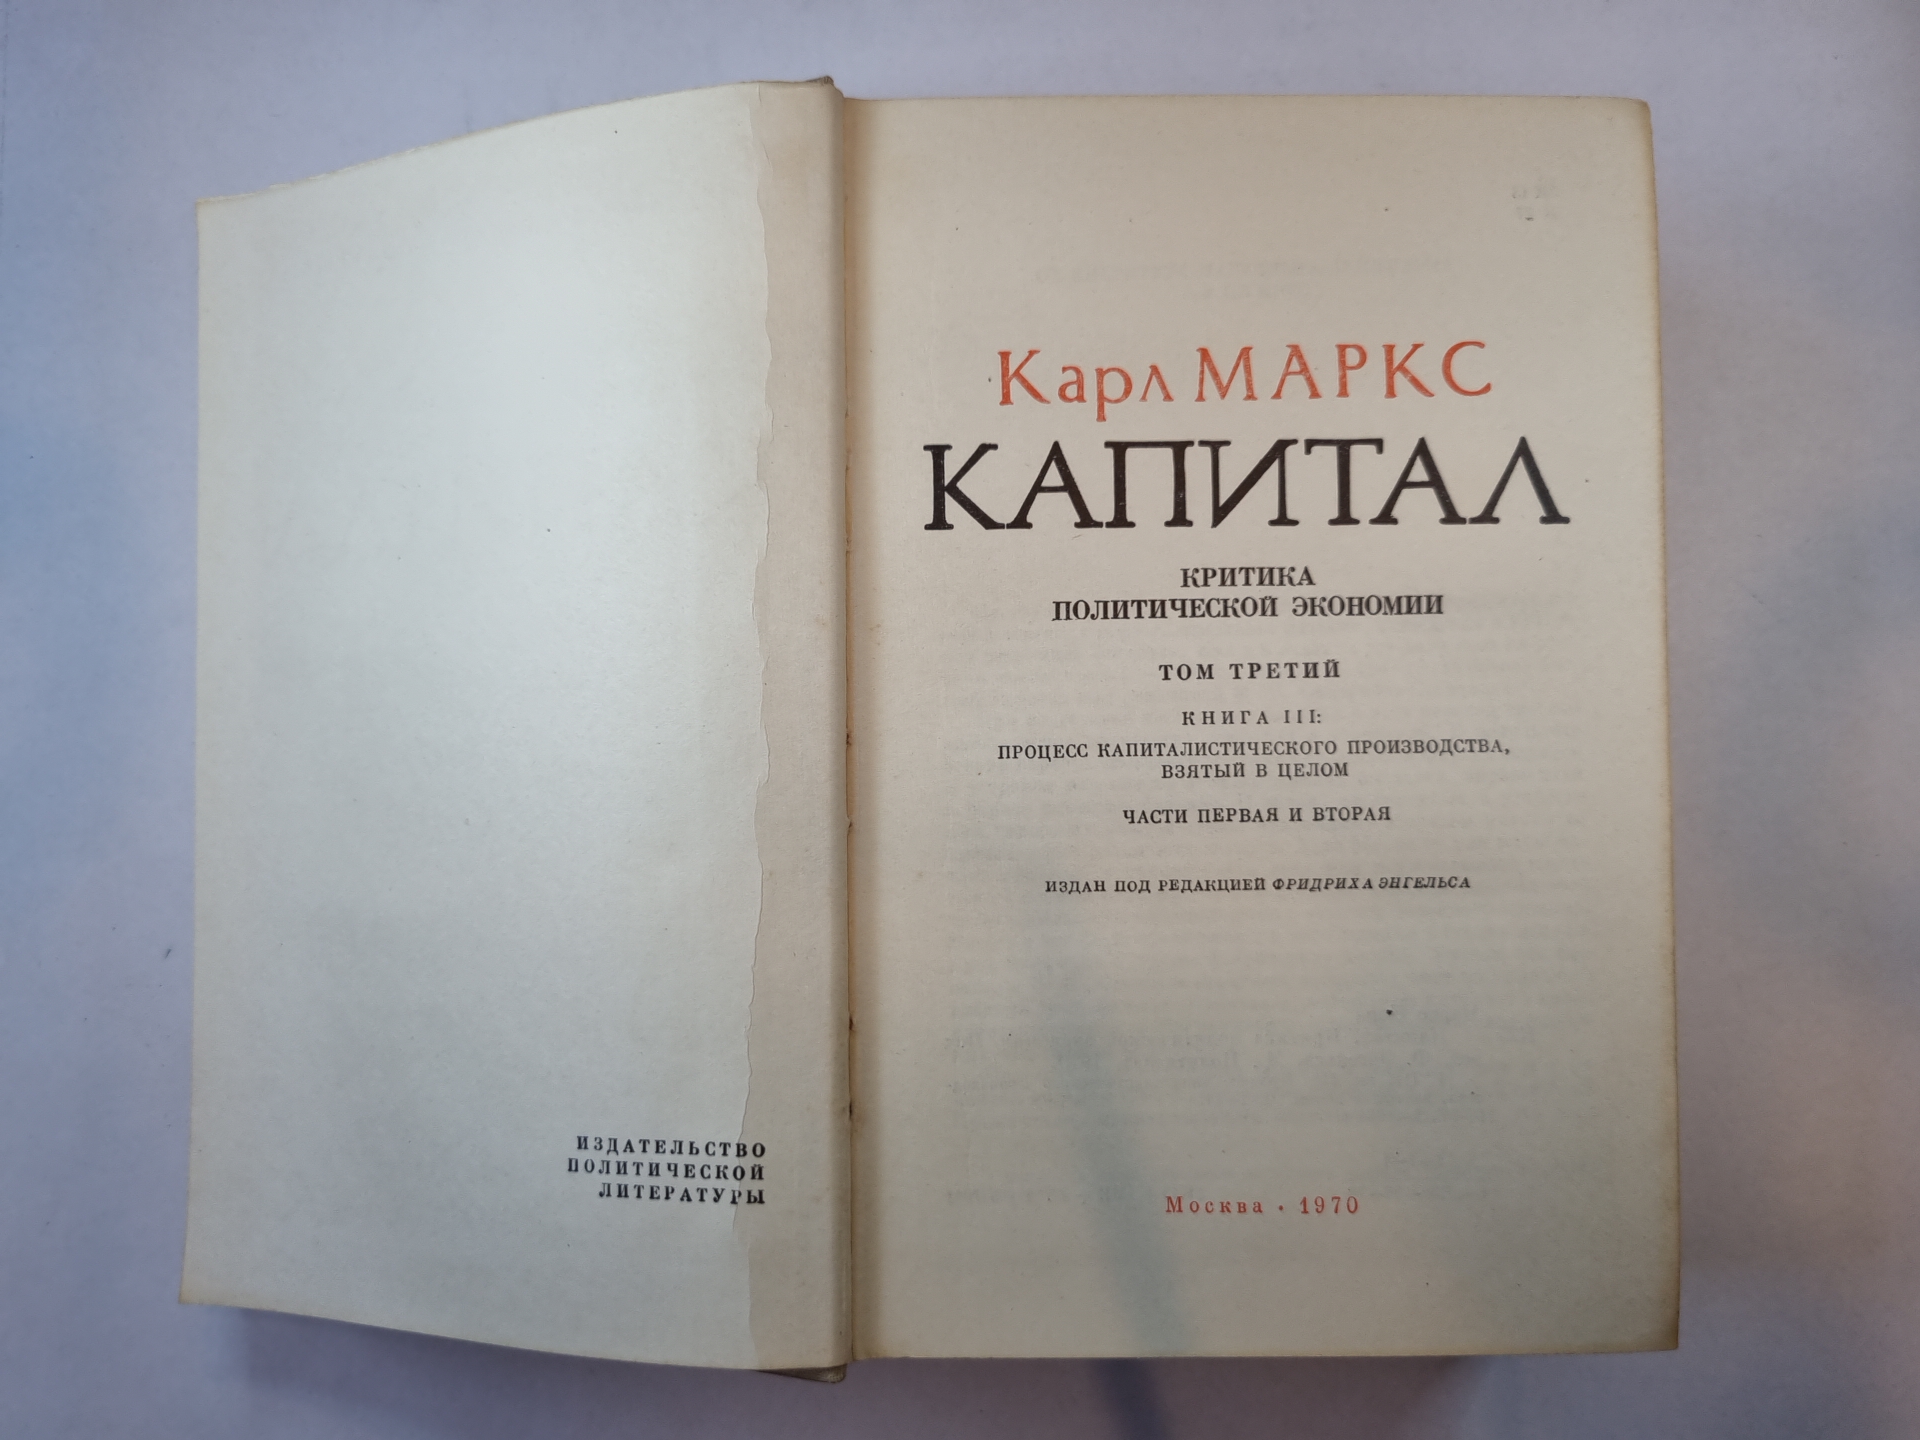 ИЗДАТЕЛЬСТВО
ПОЛИТИЧЕСКОЙ
ЛИТЕРАТУРЫ
Карл МАРКС
КАПИТАЛ
КРИТИКА
ПОЛИТИЧЕСКОЙ ЭКОНОМИИ
ТОМ ТРЕТИЙ
КНИГА III:
ПРОЦЕСС КАПИТАЛИСТИЧЕСКОГО ПРОИЗВОДСТВА,
ВЗЯТЫЙ В ЦЕЛОМ
ЧАСТИ ПЕРВАЯ И ВТОРАЯ
ИЗДАН ПОД РЕДАКЦИЕЙ ФРИДРИХА ЭНГЕЛЬСА
Москва • 1970